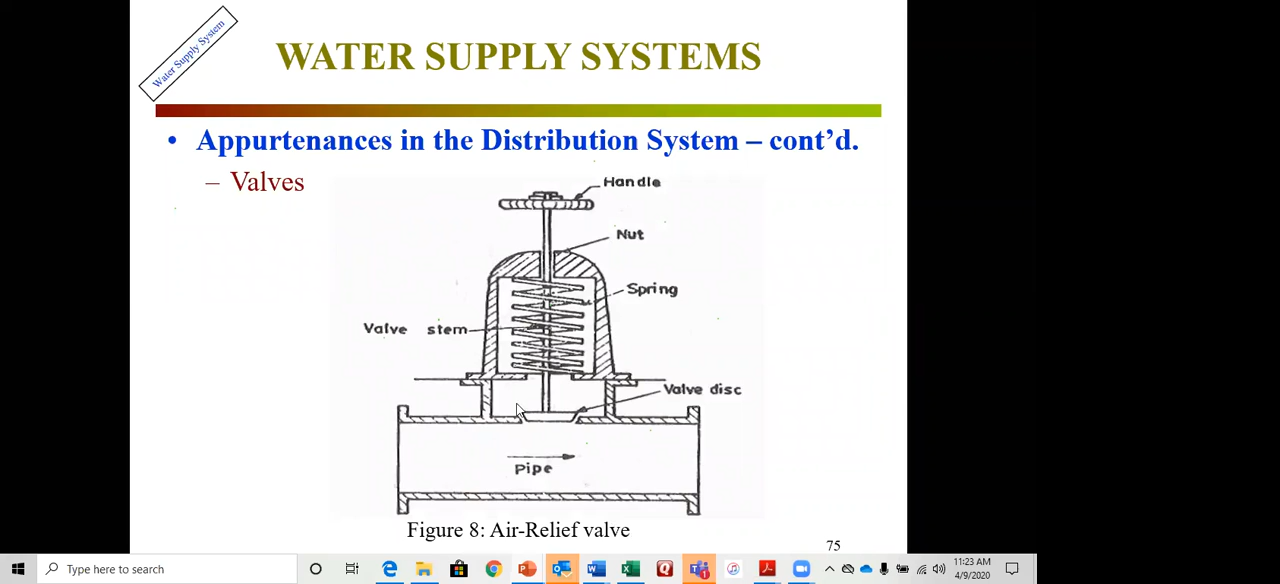 Water Supply System
WATER SUPPLY SYSTEMS
• Appurtenances in the Distribution System – cont’d.
– Valves
Handle
Nut
Spring
Valve stem
Valve disc
Pipe
Figure 8: Air-Relief valve
75
Type here to search
11:23 AM
4/9/2020